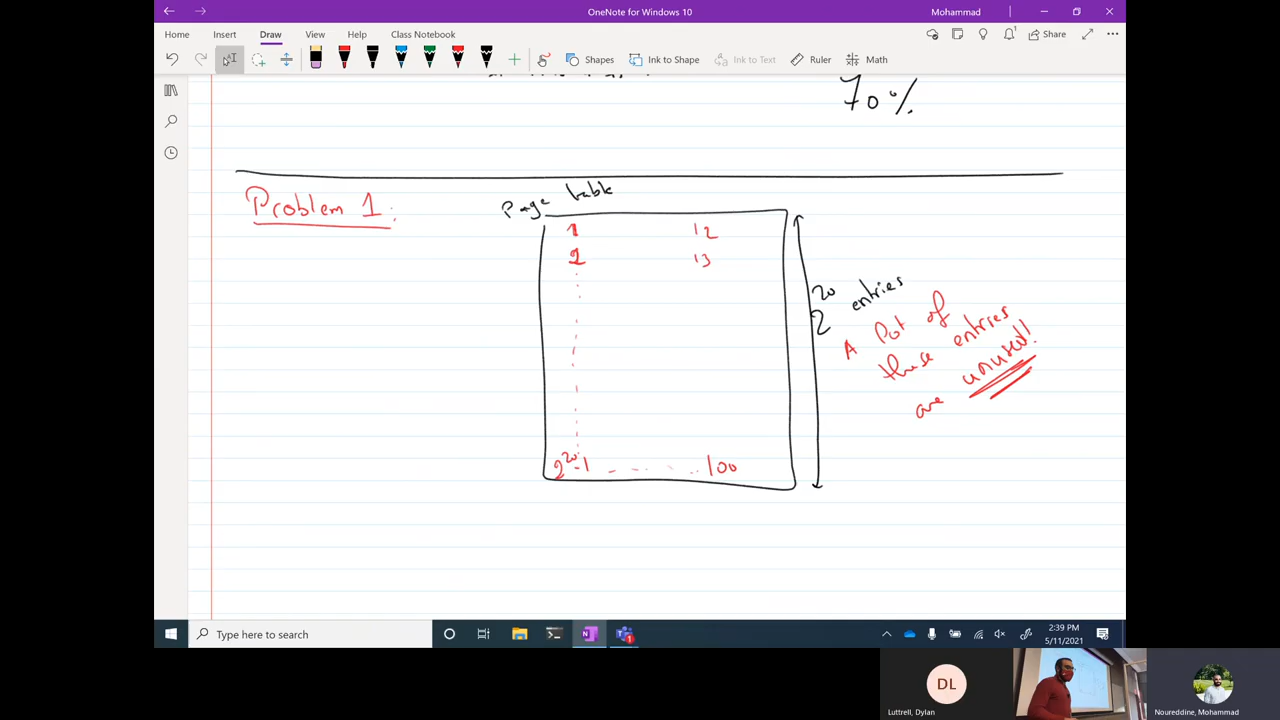 OneNote for Windows 10
Mohammad
Home Insert Draw View Help Class Notebook
Share
Shapes Ink to Shape Ink to Text Ruler Math
70%
Problem 1:
Page table
1 12
2 13
2^20 entries
A lot of
these entries
are unused!
2^20-1 100
Type here to search
2:39 PM
5/11/2021
DL
Luttrell, Dylan
Noureddine, Mohammad